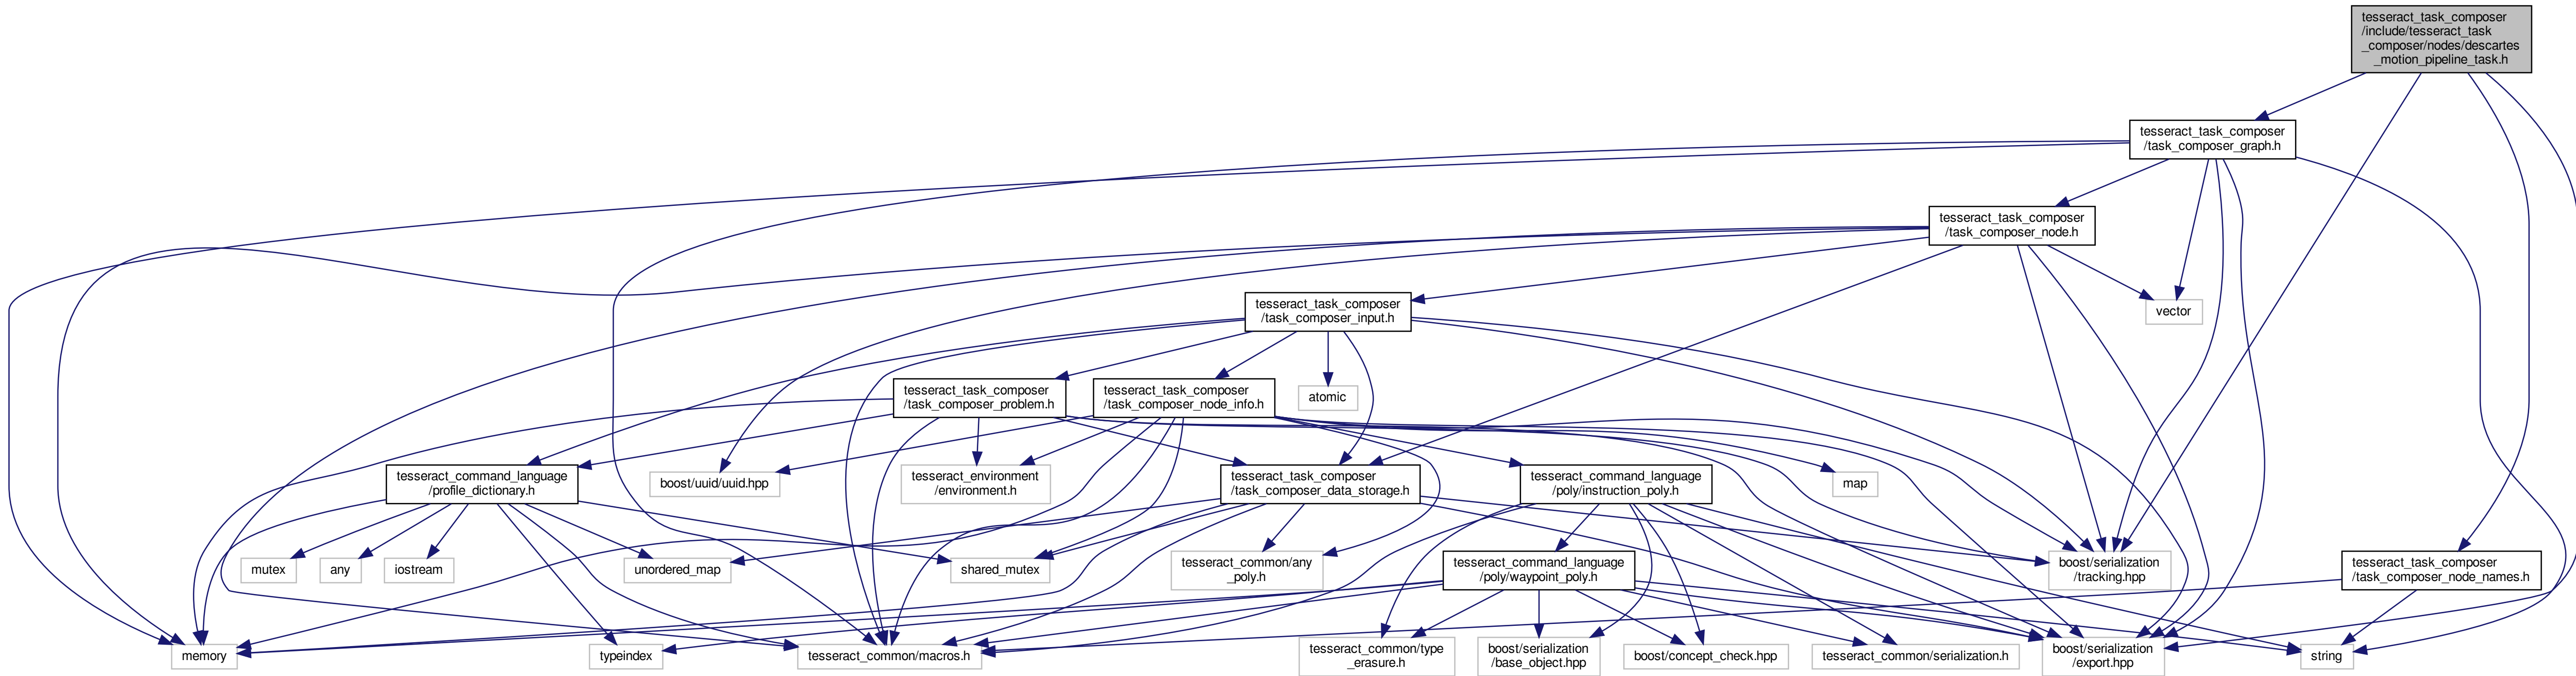 tesseract_task_composer
/include/tesseract_task
_composer/nodes/descartes
_motion_pipeline_task.h
tesseract_task_composer
/task_composer_graph.h
tesseract_task_composer
/task_composer_node.h
tesseract_task_composer
/task_composer_input.h
vector
tesseract_task_composer
/task_composer_problem.h
tesseract_task_composer
/task_composer_node_info.h
atomic
tesseract_command_language
/profile_dictionary.h
boost/uuid/uuid.hpp
tesseract_environment
/environment.h
tesseract_task_composer
/task_composer_data_storage.h
tesseract_command_language
/poly/instruction_poly.h
map
mutex
any
iostream
unordered_map
shared_mutex
tesseract_common/any
_poly.h
tesseract_command_language
/poly/waypoint_poly.h
boost/serialization
/tracking.hpp
tesseract_task_composer
/task_composer_node_names.h
memory
typeindex
tesseract_common/macros.h
tesseract_common/type
_erasure.h
boost/serialization
/base_object.hpp
boost/concept_check.hpp
tesseract_common/serialization.h
boost/serialization
/export.hpp
string